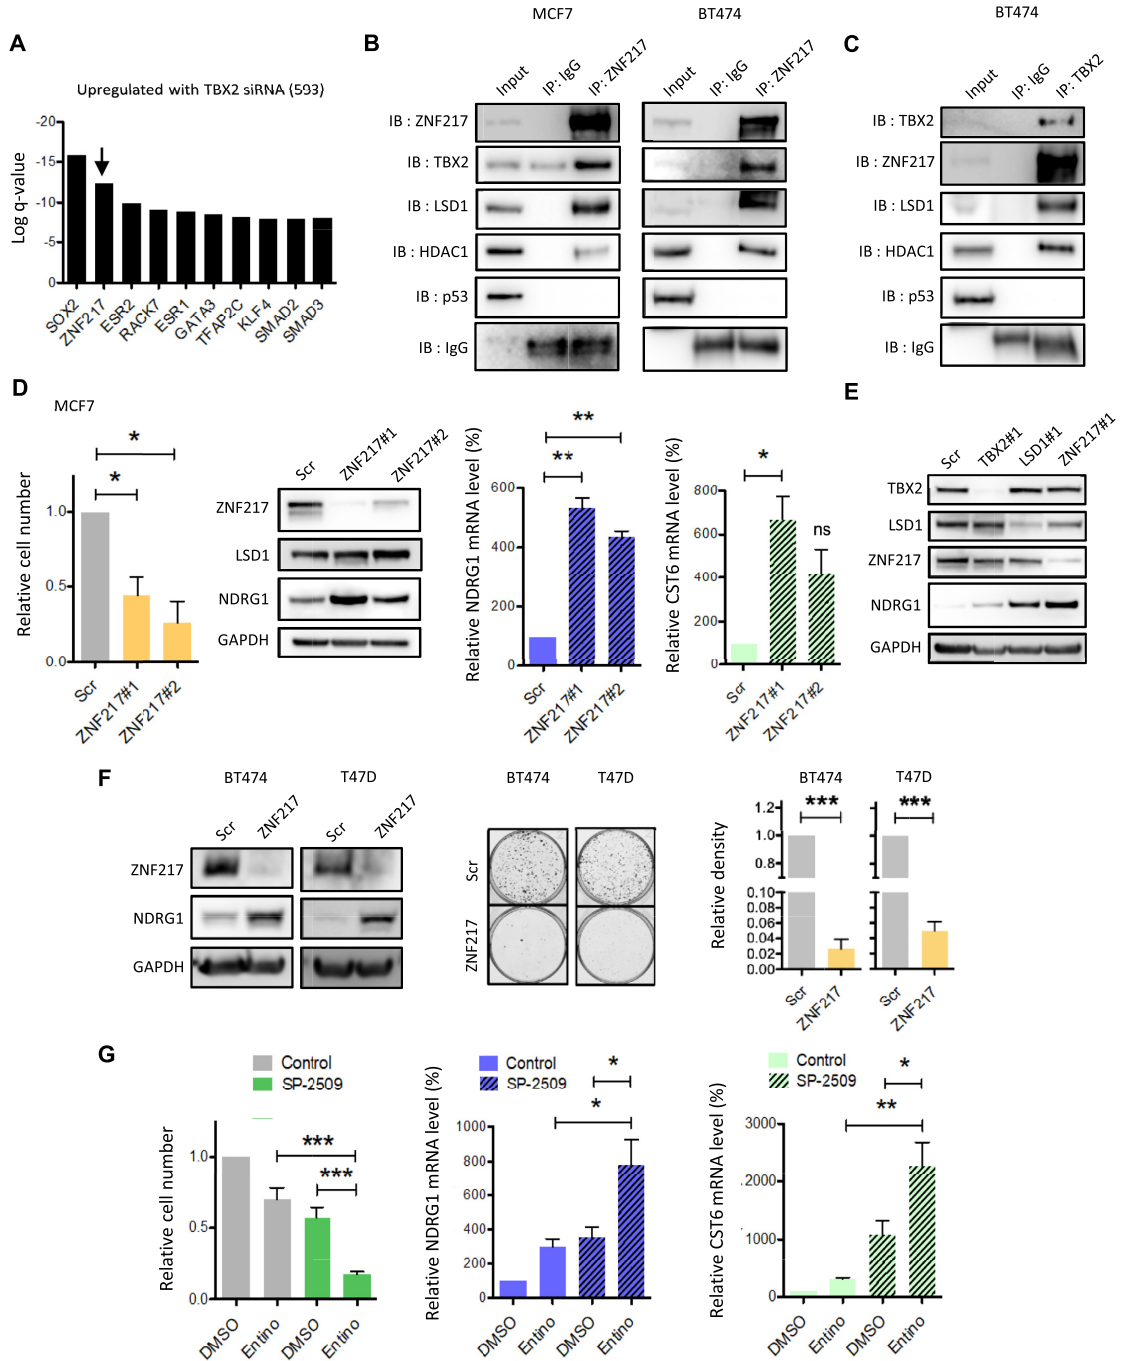 A
Upregulated with TBX2 siRNA (593)
Log q-value
-20
-15
-10
-5
0
SOX2
ZNF217
ESR2
RACK7
ESR1
GATA3
TFAP2C
KLF4
SMAD2
SMAD3
B
MCF7
BT474
Input
IP: IgG
IP: ZNF217
Input
IP: IgG
IP: ZNF217
IB : ZNF217
IB : TBX2
IB : LSD1
IB : HDAC1
IB : p53
IB : IgG
C
BT474
Input
IP: IgG
IP: TBX2
IB : TBX2
IB : ZNF217
IB : LSD1
IB : HDAC1
IB : p53
IB : IgG
D
MCF7
Relative cell number
1.0
0.5
0.0
*
*
Scr
ZNF217#1
ZNF217#2
Scr
ZNF217#1
ZNF217#2
ZNF217
LSD1
NDRG1
GAPDH
Relative NDRG1 mRNA level (%)
600
400
200
0
**
**
Scr
ZNF217#1
ZNF217#2
Relative CST6 mRNA level (%)
800
600
400
200
0
*
ns
Scr
ZNF217#1
ZNF217#2
E
Scr
TBX2#1
LSD1#1
ZNF217#1
TBX2
LSD1
ZNF217
NDRG1
GAPDH
F
BT474
T47D
Scr
ZNF217
Scr
ZNF217
ZNF217
NDRG1
GAPDH
BT474
T47D
Scr
ZNF217
BT474
T47D
Relative density
1.2
1.0
0.8
0.10
0.06
0.04
0.02
0.00
***
***
Scr
ZNF217
Scr
ZNF217
G
Control
SP-2509
Relative cell number
1.0
0.5
0.0
***
***
DMSO
Entino
DMSO
Entino
Control
SP-2509
Relative NDRG1 mRNA level (%)
1000
800
600
400
200
0
*
*
DMSO
Entino
DMSO
Entino
Control
SP-2509
Relative CST6 mRNA level (%)
3000
2000
1000
0
*
**
DMSO
Entino
DMSO
Entino